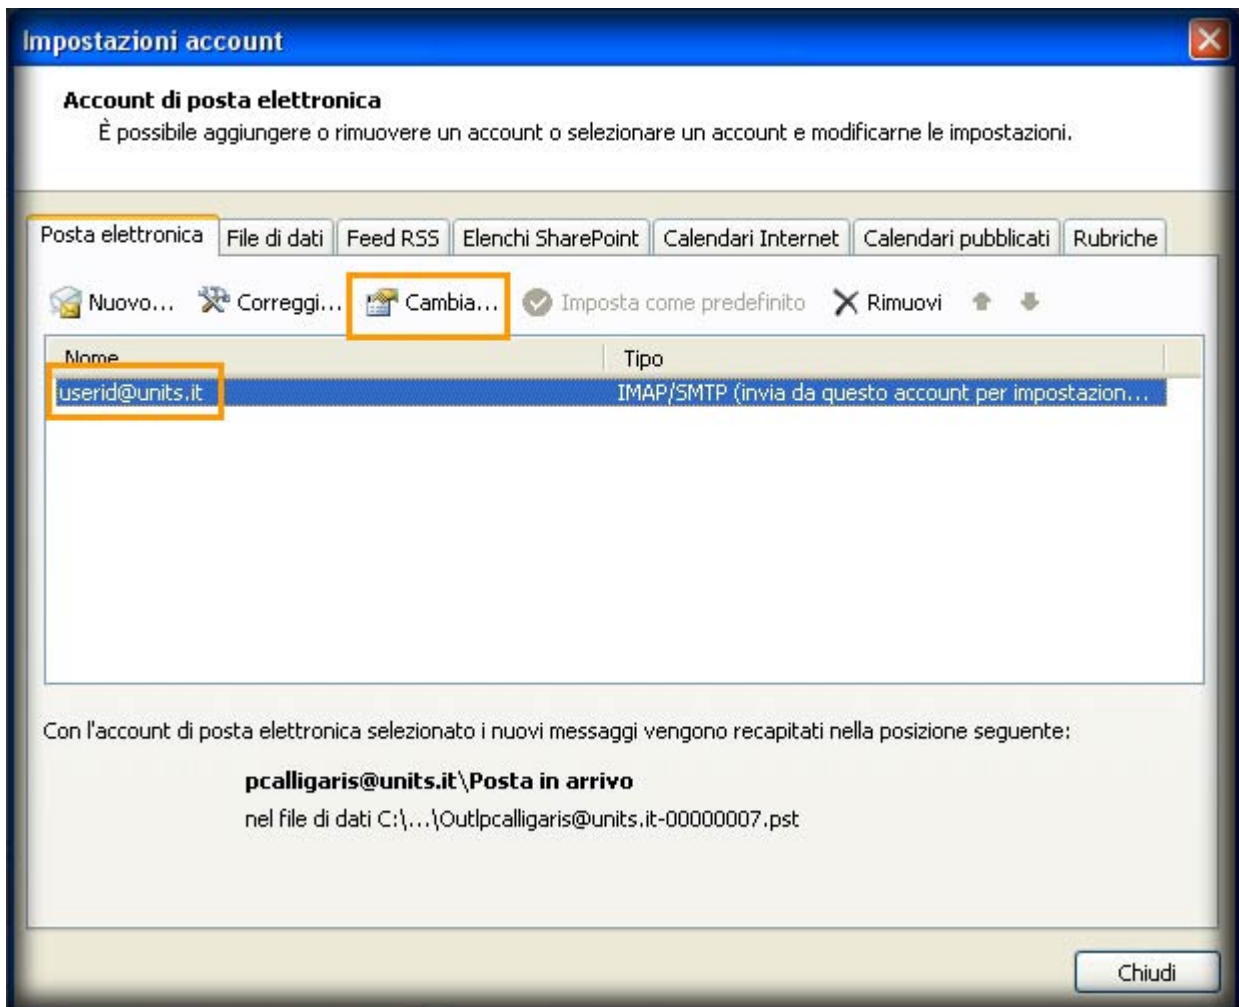 Impostazioni account
Account di posta elettronica
È possibile aggiungere o rimuovere un account o selezionare un account e modificarne le impostazioni.
Posta elettronica File di dati Feed RSS Elenchi SharePoint Calendari Internet Calendari pubblicati Rubriche
Nuovo... Correggi... Cambia... Imposta come predefinito Rimuovi
Nome Tipo
userid@units.it IMAP/SMTP (invia da questo account per impostazion...
Con l'account di posta elettronica selezionato i nuovi messaggi vengono recapitati nella posizione seguente:
pcalligaris@units.it\Posta in arrivo
nel file di dati C:\...\Outlpcalligaris@units.it-00000007.pst
Chiudi